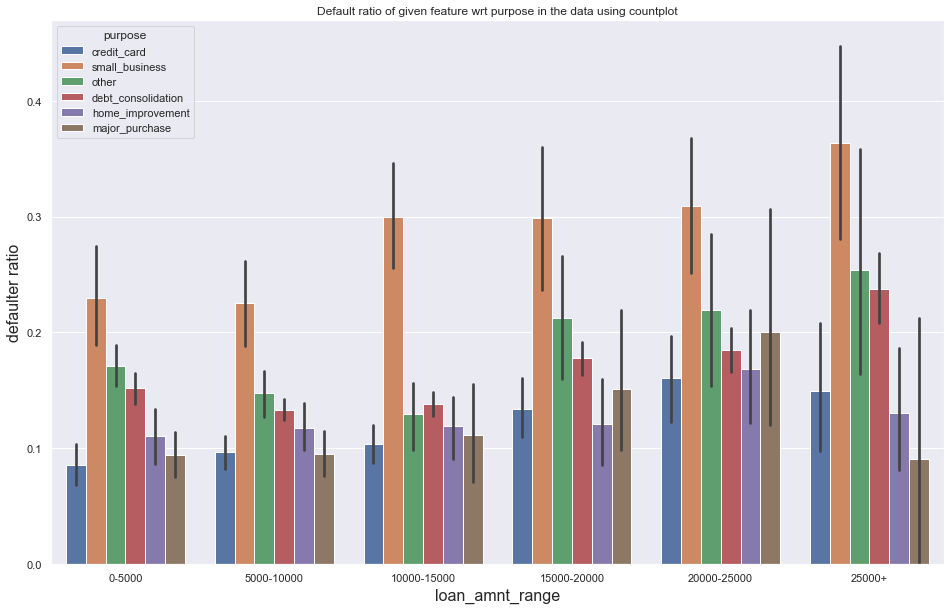 Default ratio of given feature wrt purpose in the data using countplot
purpose
credit_card
small_business
other
debt_consolidation
home_improvement
major_purchase
defaulter ratio
0.4
0.3
0.2
0.1
0.0
0-5000 5000-10000 10000-15000 15000-20000 20000-25000 25000+
loan_amnt_range